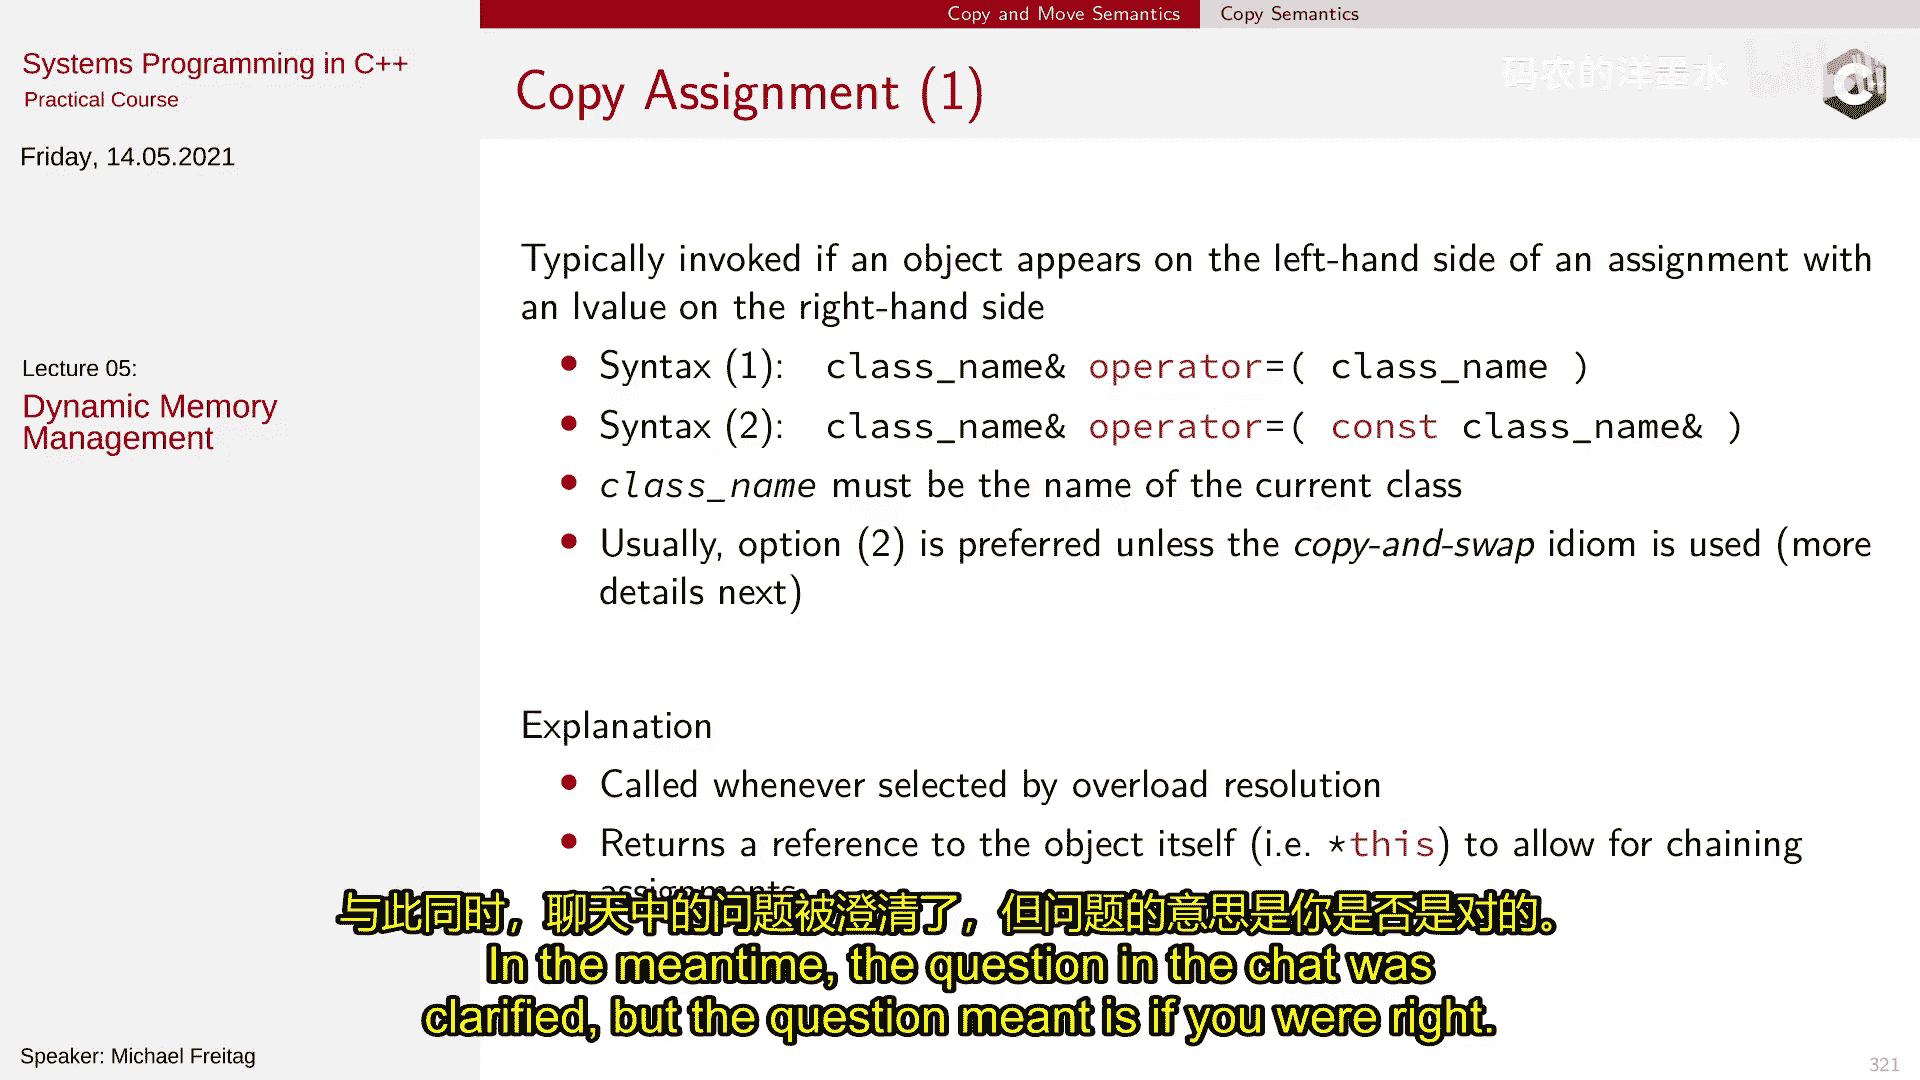 Copy and Move Semantics
Copy Semantics
Systems Programming in C++
Practical Course
Copy Assignment (1)
码农的洋墨水
Friday, 14.05.2021
Typically invoked if an object appears on the left-hand side of an assignment with
an lvalue on the right-hand side
• Syntax (1): class_name& operator=( class_name )
• Syntax (2): class_name& operator=( const class_name& )
• class_name must be the name of the current class
• Usually, option (2) is preferred unless the copy-and-swap idiom is used (more
details next)
Lecture 05:
Dynamic Memory
Management
Explanation
• Called whenever selected by overload resolution
• Returns a reference to the object itself (i.e. *this) to allow for chaining
assignments
与此同时，聊天中的问题被澄清了，但问题的意思是你是否是对的。
In the meantime, the question in the chat was
clarified, but the question meant is if you were right.
Speaker: Michael Freitag
321